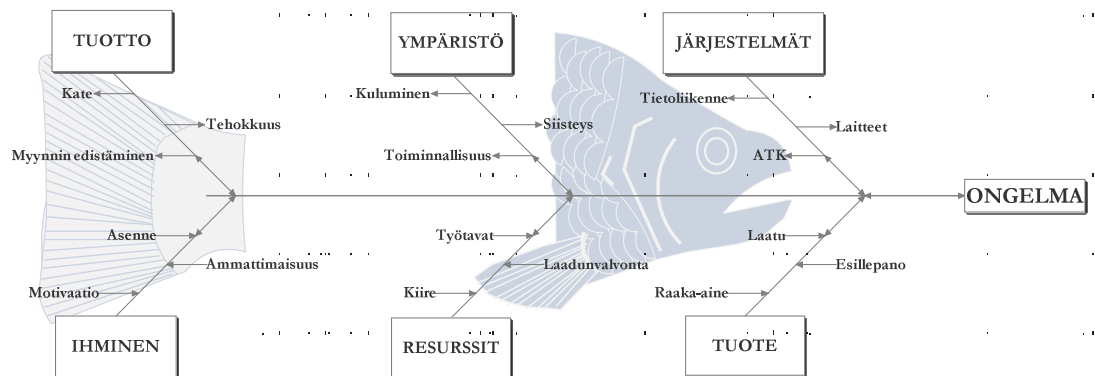 TUOTTO
YMPÄRISTÖ
JÄRJESTELMÄT
Kate
Kuluminen
Tietoliikenne
Tehokkuus
Siisteys
Laitteet
Myynnin edistäminen
Toiminnallisuus
ATK
ONGELMA
Asenne
Työtavat
Laatu
Ammattimaisuus
Laadunvalvonta
Esillepano
Motivaatio
Kiire
Raaka-aine
IHMINEN
RESURSSIT
TUOTE